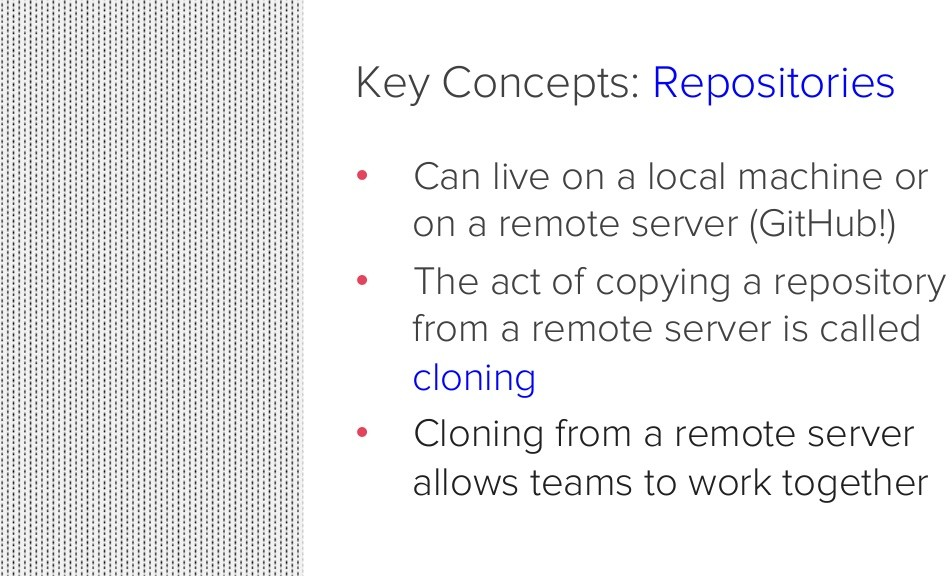 Key Concepts: Repositories
• Can live on a local machine or
on a remote server (GitHub!)
• The act of copying a repository
from a remote server is called
cloning
• Cloning from a remote server
allows teams to work together